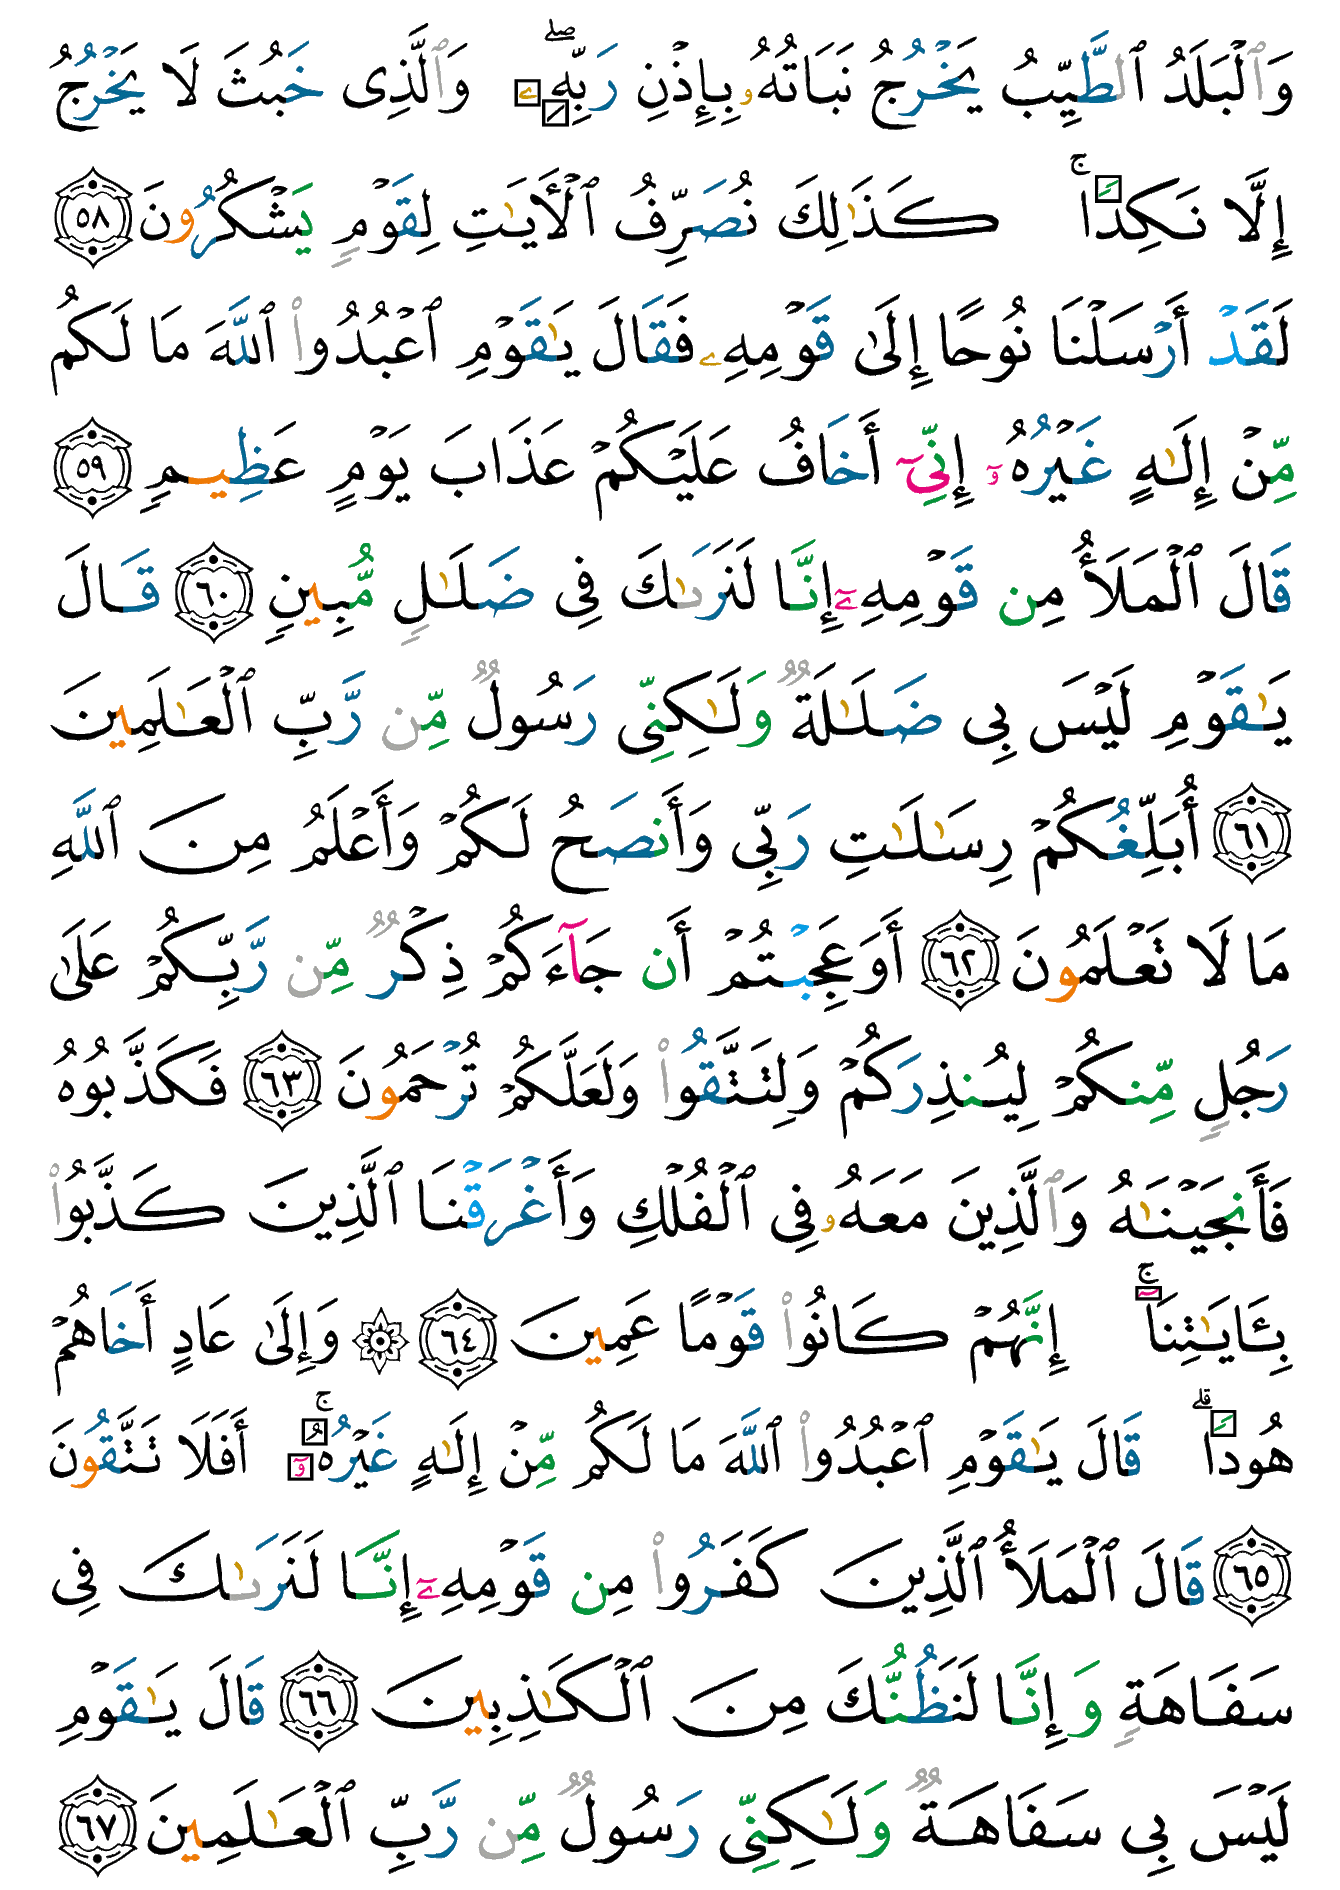 وَٱلْبَلَدُ ٱلطَّيِّبُ يَخْرُجُ نَبَاتُهُۥ بِإِذْنِ رَبِّهِۦ ۖ وَٱلَّذِى خَبُثَ لَا يَخْرُجُ
إِلَّا نَكِدًا ۚ كَذَٰلِكَ نُصَرِّفُ ٱلْـَٔايَـٰتِ لِقَوْمٍ يَشْكُرُونَ ٥٨
لَقَدْ أَرْسَلْنَا نُوحًا إِلَىٰ قَوْمِهِۦ فَقَالَ يَـٰقَوْمِ ٱعْبُدُوا۟ ٱللَّهَ مَا لَكُم
مِّنْ إِلَـٰهٍ غَيْرُهُۥٓ إِنِّىٓ أَخَافُ عَلَيْكُمْ عَذَابَ يَوْمٍ عَظِيمٍ ٥٩
قَالَ ٱلْمَلَأُ مِن قَوْمِهِۦٓ إِنَّا لَنَرَىٰكَ فِى ضَلَـٰلٍ مُّبِينٍ ٦٠ قَالَ
يَـٰقَوْمِ لَيْسَ بِى ضَلَـٰلَةٌ وَلَـٰكِنِّى رَسُولٌ مِّن رَّبِّ ٱلْعَـٰلَمِينَ
٦١ أُبَلِّغُكُمْ رِسَـٰلَـٰتِ رَبِّى وَأَنصَحُ لَكُمْ وَأَعْلَمُ مِنَ ٱللَّهِ
مَا لَا تَعْلَمُونَ ٦٢ أَوَعَجِبْتُمْ أَن جَآءَكُمْ ذِكْرٌ مِّن رَّبِّكُمْ عَلَىٰ
رَجُلٍ مِّنكُمْ لِيُنذِرَكُمْ وَلِتَتَّقُوا۟ وَلَعَلَّكُمْ تُرْحَمُونَ ٦٣ فَكَذَّبُوهُ
فَأَنجَيْنَـٰهُ وَٱلَّذِينَ مَعَهُۥ فِى ٱلْفُلْكِ وَأَغْرَقْنَا ٱلَّذِينَ كَذَّبُوا۟
بِـَٔايَـٰتِنَآ ۚ إِنَّهُمْ كَانُوا۟ قَوْمًا عَمِينَ ٦٤ ۞ وَإِلَىٰ عَادٍ أَخَاهُمْ
هُودًا ۗ قَالَ يَـٰقَوْمِ ٱعْبُدُوا۟ ٱللَّهَ مَا لَكُم مِّنْ إِلَـٰهٍ غَيْرُهُۥٓ ۚ أَفَلَا تَتَّقُونَ
٦٥ قَالَ ٱلْمَلَأُ ٱلَّذِينَ كَفَرُوا۟ مِن قَوْمِهِۦٓ إِنَّا لَنَرَىٰكَ فِى
سَفَاهَةٍ وَإِنَّا لَنَظُنُّكَ مِنَ ٱلْكَـٰذِبِينَ ٦٦ قَالَ يَـٰقَوْمِ
لَيْسَ بِى سَفَاهَةٌ وَلَـٰكِنِّى رَسُولٌ مِّن رَّبِّ ٱلْعَـٰلَمِينَ ٦٧